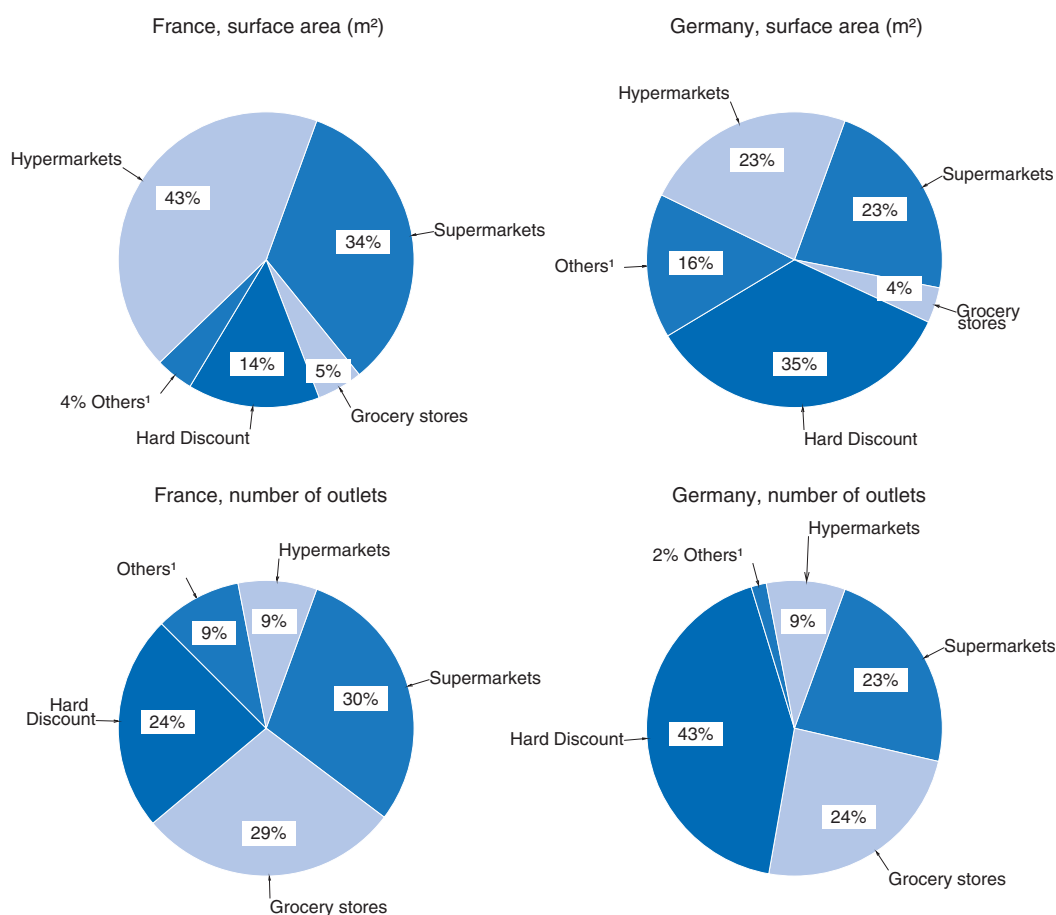 France, surface area (m²)
Hypermarkets
43%
34%
Supermarkets
14%
5%
4% Others¹
Grocery stores
Hard Discount
Germany, surface area (m²)
Hypermarkets
23%
Supermarkets
23%
Others¹
16%
4%
Grocery
stores
35%
Hard Discount
France, number of outlets
Hypermarkets
Others¹
9%
9%
30%
Supermarkets
Hard
Discount
24%
29%
Grocery stores
Germany, number of outlets
Hypermarkets
2% Others¹
9%
Supermarkets
23%
Hard Discount
43%
24%
Grocery stores